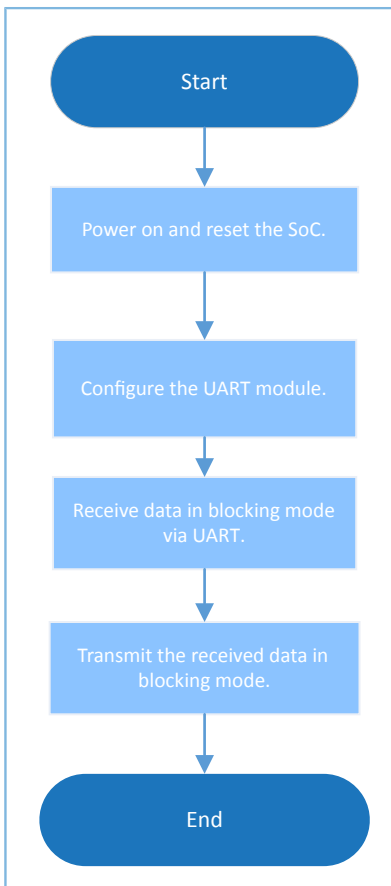 Start
Power on and reset the SoC.
Configure the UART module.
Receive data in blocking mode
via UART.
Transmit the received data in
blocking mode.
End